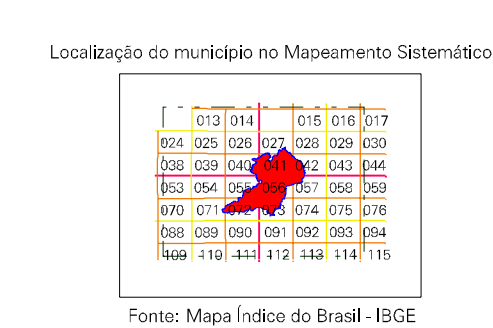 Localização do município no Mapeamento Sistemático
013 014 015 016 017
024 025 026 027 028 029 030
038 039 040 041 042 043 044
053 054 055 056 057 058 059
070 071 072 073 074 075 076
088 089 090 091 092 093 094
109 110 111 112 113 114 115
Fonte: Mapa Índice do Brasil - IBGE